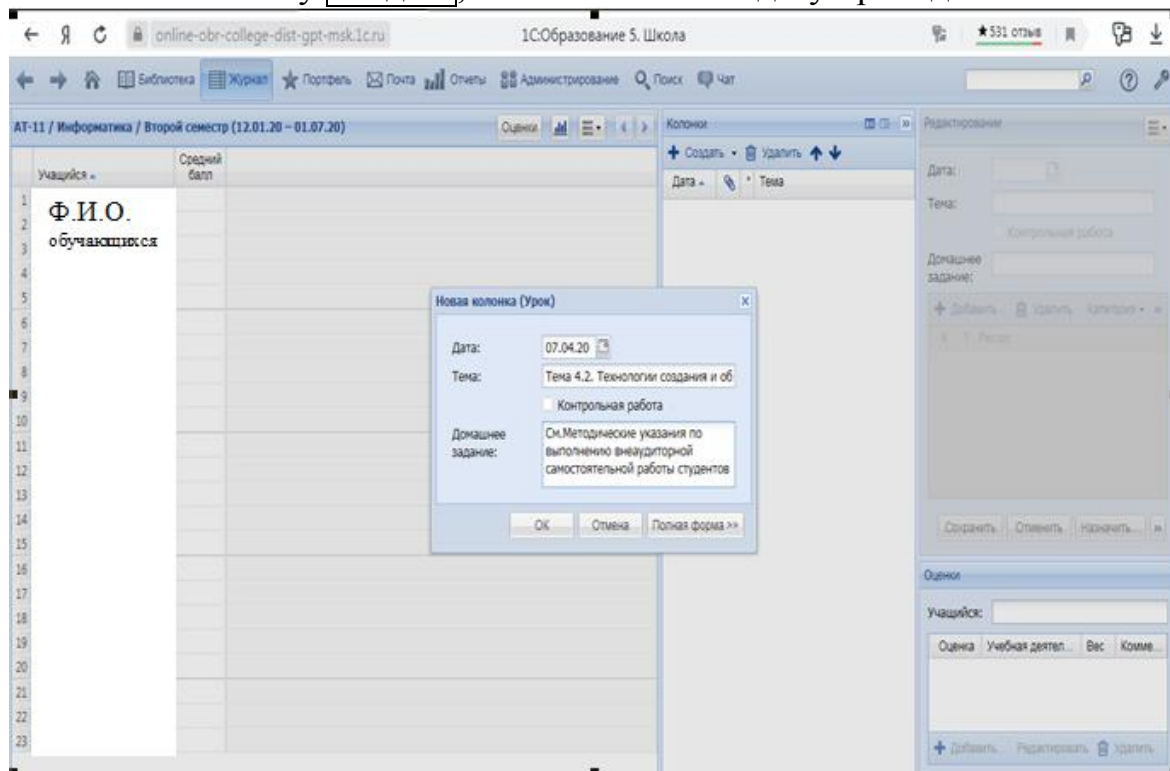 Я online-obr-college-dist.sgpt-msk.1c.ru 1С:Образование 5. Школа ★531 отзыв
Библиотека Журнал Портфель Почта Отчеты Администрирование Поиск Чат
АТ-11 / Информатика / Второй семестр (12.01.20 – 01.07.20) Оценки
Учащийся Средний балл
Ф.И.О.
обучающихся
1
2
3
4
5
6
7
8
9
10
11
12
13
14
15
16
17
18
19
20
21
22
23
Новая колонка (Урок)
Дата: 07.04.20
Тема: Тема 4.2. Технологии создания и об
Контрольная работа
Домашнее задание: См.Методические указания по
выполнению внеаудиторной
самостоятельной работы студентов
ОК Отмена Полная форма >>
Колонки
Создать Удалить
Дата * Тема
Редактирование
Дата:
Тема:
Контрольная работа
Домашнее
задание:
Добавить Удалить Категория
Ресурс
Сохранить Отменить Назначить...
Оценки
Учащийся:
Оценка Учебная деятел... Вес Комме...
Добавить... Редактировать Удалить